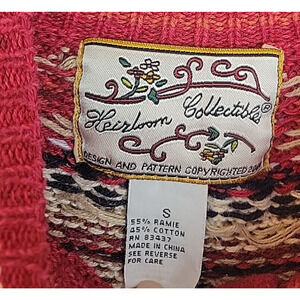 Heirloom Collectibles®
DESIGN AND PATTERN COPYRIGHTED
S
55% RAMIE
45% COTTON
RN 83437
MADE IN CHINA
SEE REVERSE
FOR CARE